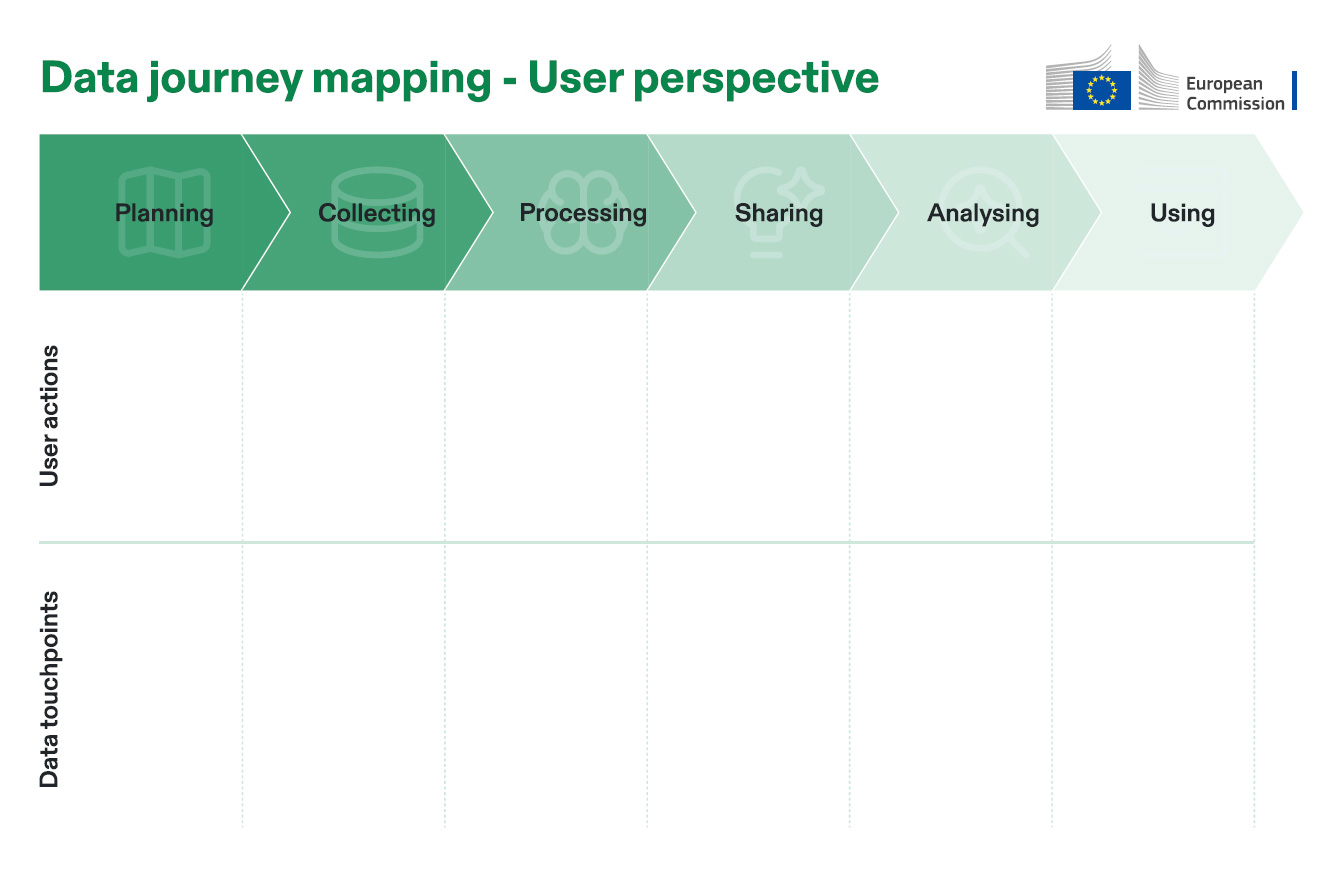 Data journey mapping - User perspective
European
Commission
Planning
Collecting
Processing
Sharing
Analysing
Using
User actions
Data touchpoints